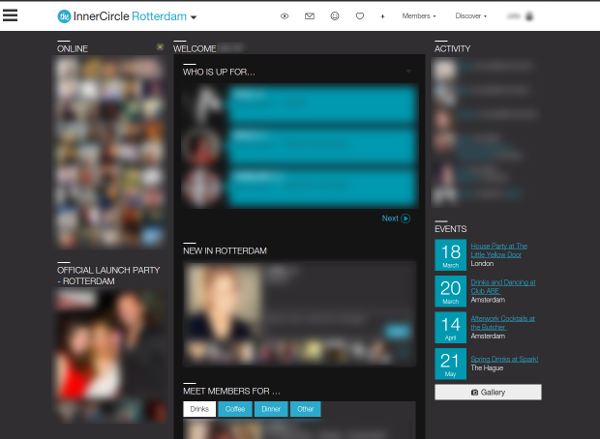 the InnerCircle Rotterdam
Members
Discover
ONLINE
WELCOME
WHO IS UP FOR...
Next
NEW IN ROTTERDAM
MEET MEMBERS FOR ...
Drinks Coffee Dinner Other
OFFICIAL LAUNCH PARTY
- ROTTERDAM
ACTIVITY
EVENTS
18
March
House Party at The
Little Yellow Door
London
20
March
Drinks and Dancing at
Club ABE.
Amsterdam
14
April
Afterwork Cocktails at
the Butcher.
Amsterdam
21
May
Spring Drinks at Spark!
The Hague
Gallery